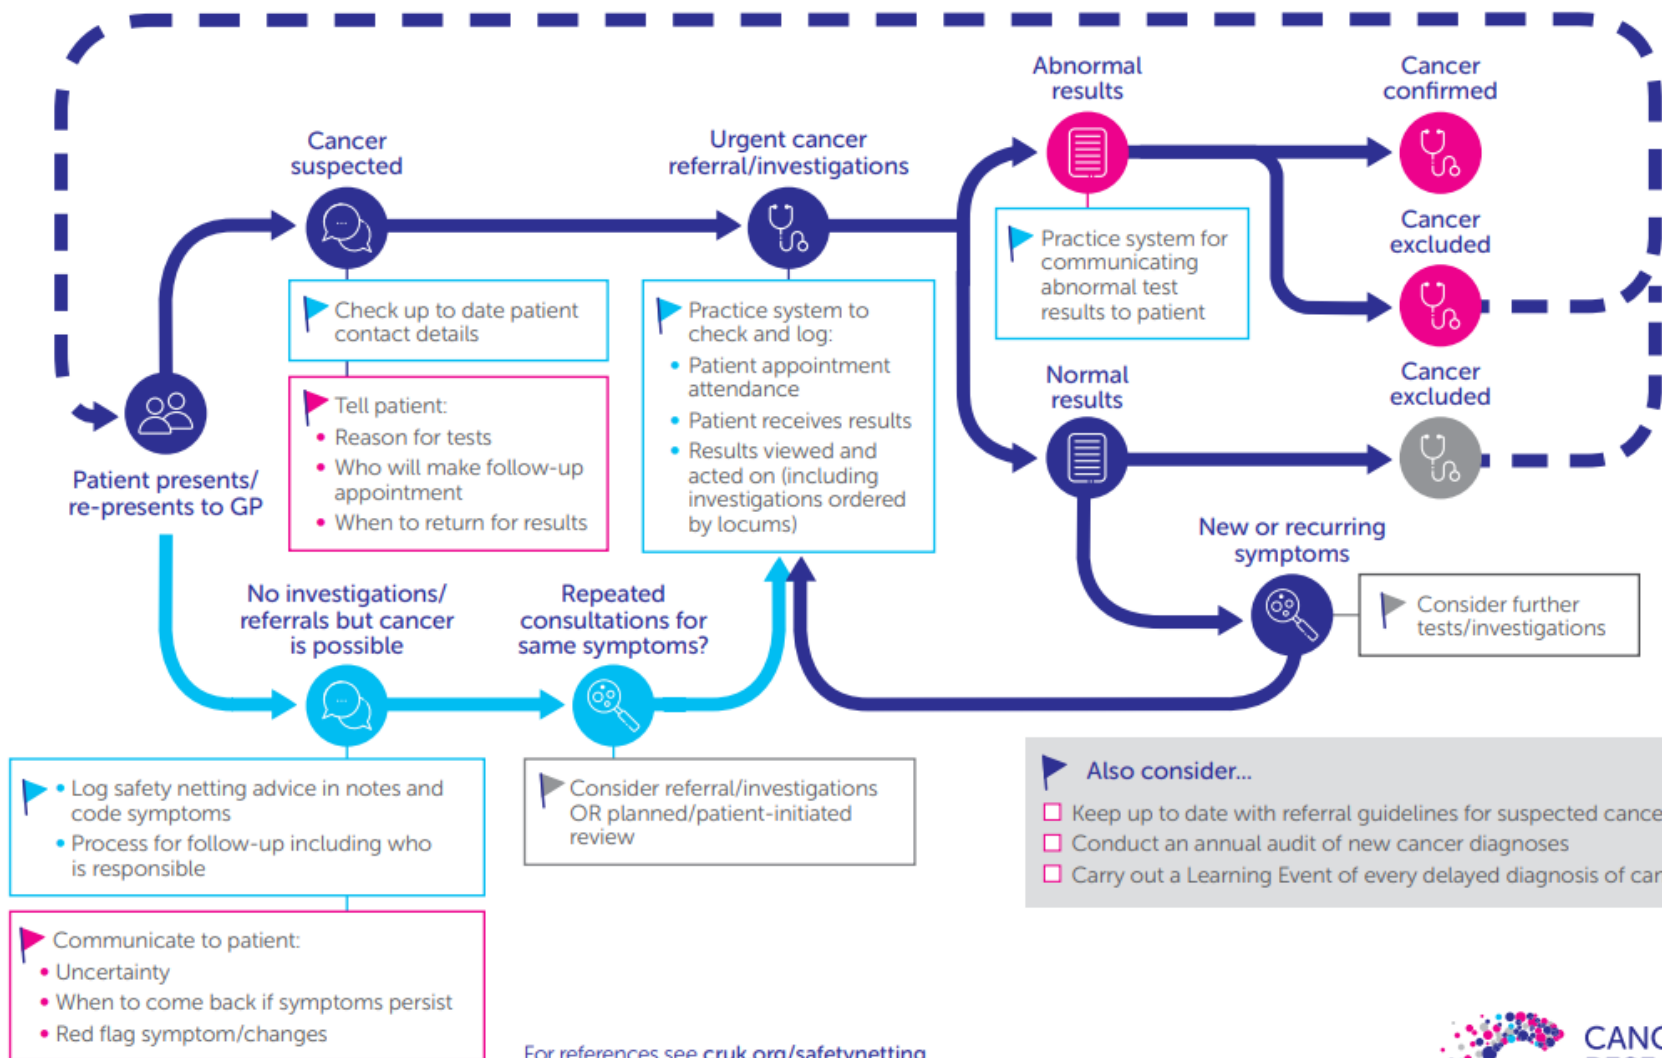 Cancer
suspected
Urgent cancer
referral/investigations
Abnormal
results
Cancer
confirmed
Cancer
excluded
Practice system for
communicating
abnormal test
results to patient
Check up to date patient
contact details
Tell patient:
• Reason for tests
• Who will make follow-up
appointment
• When to return for results
Practice system to
check and log:
• Patient appointment
attendance
• Patient receives results
• Results viewed and
acted on (including
investigations ordered
by locums)
Normal
results
Cancer
excluded
Patient presents/
re-presents to GP
New or recurring
symptoms
Consider further
tests/investigations
No investigations/
referrals but cancer
is possible
Repeated
consultations for
same symptoms?
• Log safety netting advice in notes and
code symptoms
• Process for follow-up including who
is responsible
Consider referral/investigations
OR planned/patient-initiated
review
Communicate to patient:
• Uncertainty
• When to come back if symptoms persist
• Red flag symptom/changes
Also consider...
Keep up to date with referral guidelines for suspected cance
Conduct an annual audit of new cancer diagnoses
Carry out a Learning Event of every delayed diagnosis of can
For references see cruk.org/safetynetting
CANC